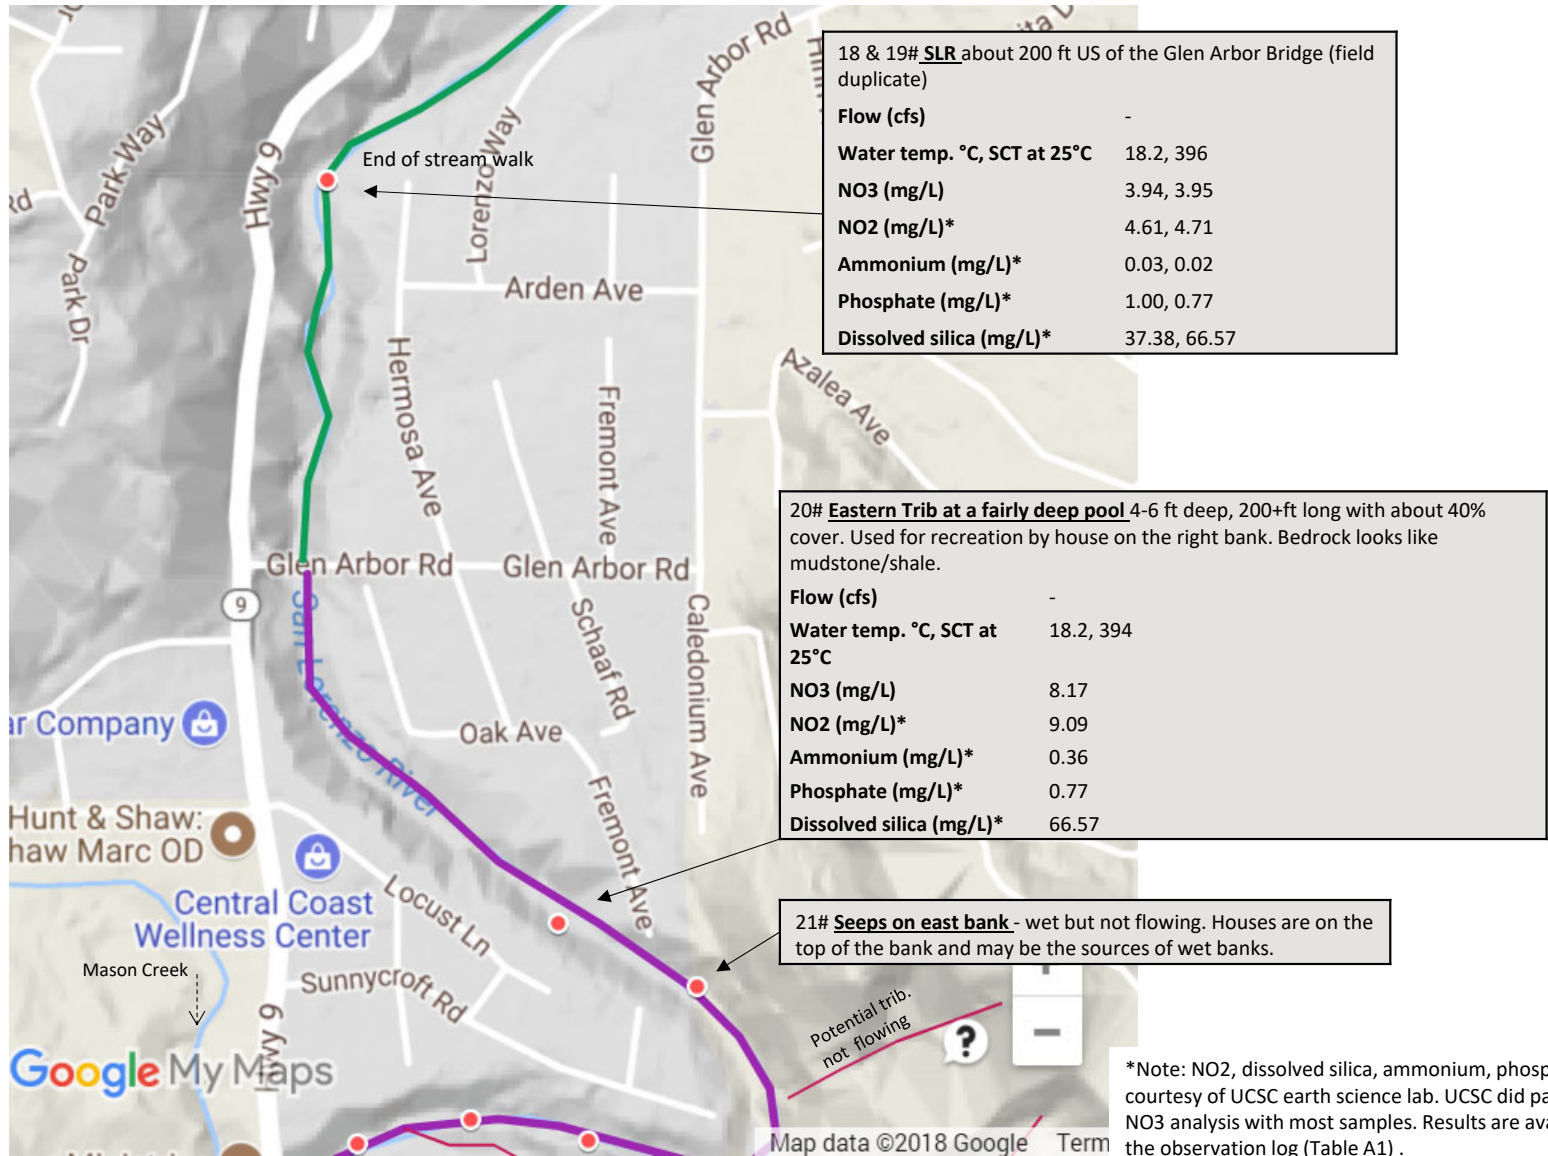 18 & 19# SLR about 200 ft US of the Glen Arbor Bridge (field
duplicate)
Flow (cfs) -
Water temp. °C, SCT at 25°C 18.2, 396
NO3 (mg/L) 3.94, 3.95
NO2 (mg/L)* 4.61, 4.71
Ammonium (mg/L)* 0.03, 0.02
Phosphate (mg/L)* 1.00, 0.77
Dissolved silica (mg/L)* 37.38, 66.57
Glen Arbor Rd
Park Way
Hwy 9
End of stream walk
Lorenzo Way
Rd
Park Dr
Arden Ave
Hermosa Ave
Fremont Ave
Azalea Ave
20# Eastern Trib at a fairly deep pool 4-6 ft deep, 200+ft long with about 40%
cover. Used for recreation by house on the right bank. Bedrock looks like
mudstone/shale.
Flow (cfs) -
Water temp. °C, SCT at 18.2, 394
25°C
NO3 (mg/L) 8.17
NO2 (mg/L)* 9.09
Ammonium (mg/L)* 0.36
Phosphate (mg/L)* 0.77
Dissolved silica (mg/L)* 66.57
Glen Arbor Rd
Glen Arbor Rd
9
San Lorenzo River
Schaaf Rd
Caledonium Ave
ar Company
Oak Ave
Fremont Ave
Hunt & Shaw:
haw Marc OD
Central Coast
Wellness Center
Locust Ln
21# Seeps on east bank - wet but not flowing. Houses are on the
top of the bank and may be the sources of wet banks.
Mason Creek
Sunnycroft Rd
Hwy 9
Potential trib.
not flowing
?
Google My Maps
Map data ©2018 Google Term
*Note: NO2, dissolved silica, ammonium, phosp
courtesy of UCSC earth science lab. UCSC did pa
NO3 analysis with most samples. Results are ava
the observation log (Table A1) .